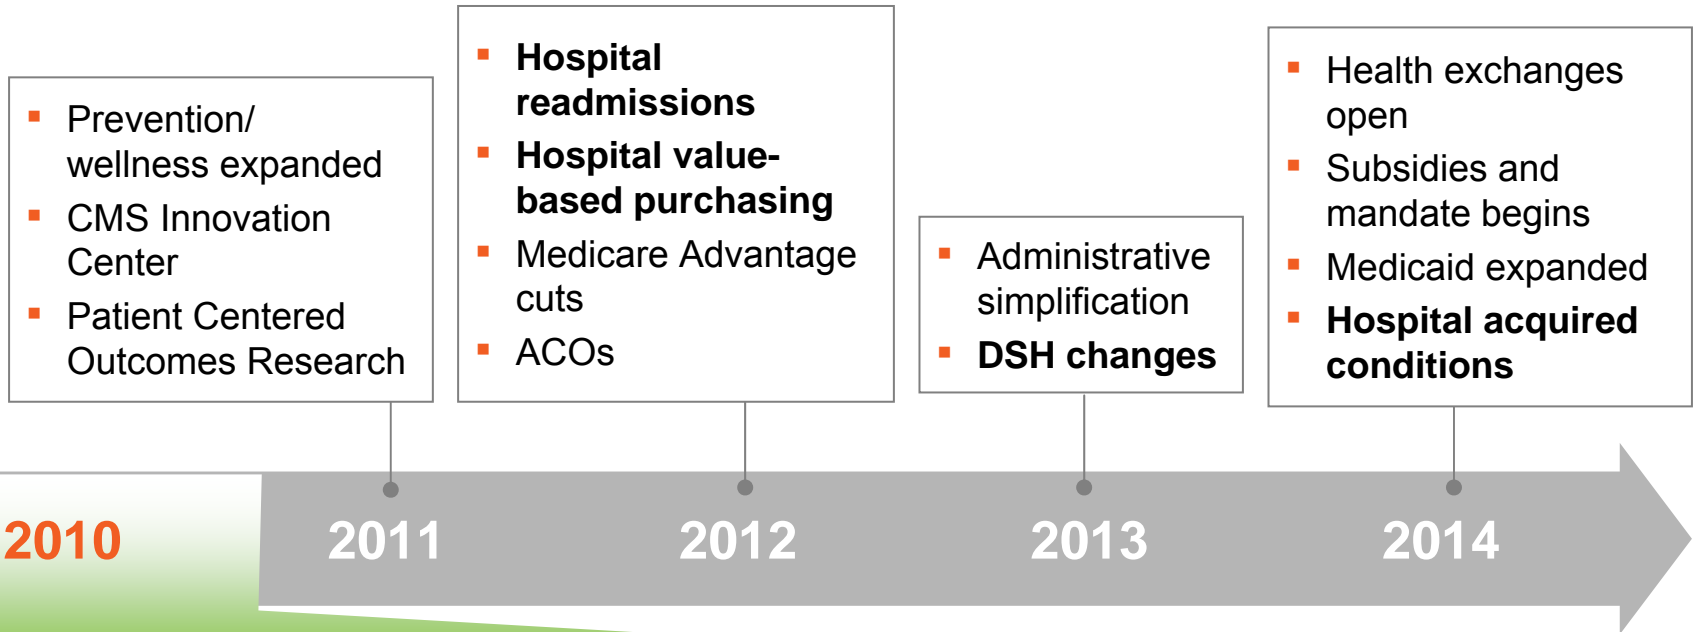 Prevention/
wellness expanded
CMS Innovation
Center
Patient Centered
Outcomes Research
Hospital
readmissions
Hospital value-
based purchasing
Medicare Advantage
cuts
ACOs
Administrative
simplification
DSH changes
Health exchanges
open
Subsidies and
mandate begins
Medicaid expanded
Hospital acquired
conditions
2010
2011
2012
2013
2014